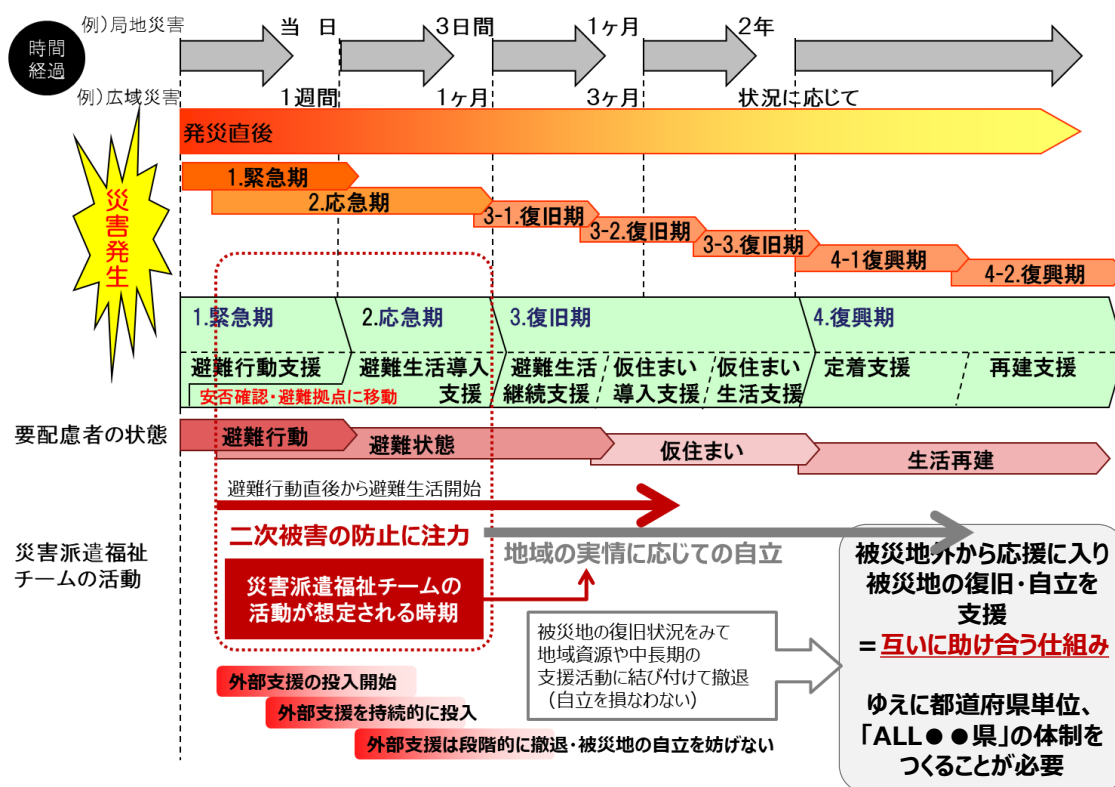 例）局地災害
当 日
3日間
1ヶ月
2年
時間
経過
例）広域災害
1週間
1ヶ月
3ヶ月
状況に応じて
発災直後
災害発生
1.緊急期
2.応急期
3-1.復旧期
3-2.復旧期
3-3.復旧期
4-1復興期
4-2.復興期
1.緊急期
2.応急期
3.復旧期
4.復興期
避難行動支援
安否確認・避難拠点に移動
避難生活導入
支援
避難生活
継続支援
仮住まい
導入支援
仮住まい
生活支援
定着支援
再建支援
要配慮者の状態
避難行動
避難状態
仮住まい
生活再建
避難行動直後から避難生活開始
災害派遣福祉
チームの活動
二次被害の防止に注力
地域の実情に応じての自立
災害派遣福祉チームの
活動が想定される時期
被災地の復旧状況をみて
地域資源や中長期の
支援活動に結び付けて撤退
（自立を損なわない）
被災地外から応援に入り
被災地の復旧・自立を
支援
＝互いに助け合う仕組み
ゆえに都道府県単位、
「ALL●●県」の体制を
つくることが必要
外部支援の投入開始
外部支援を持続的に投入
外部支援は段階的に撤退・被災地の自立を妨げない